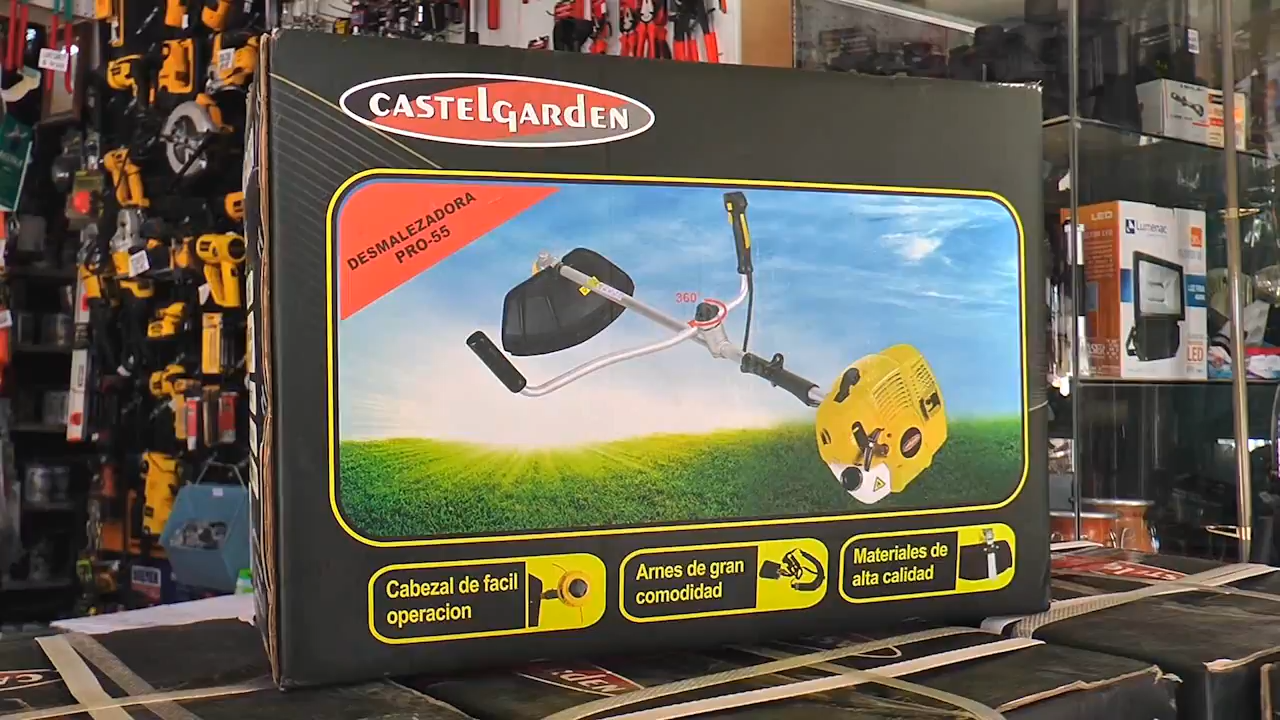 CASTELGARDEN
DESMALEZADORA
PRO-55
360
Cabezal de facil
operacion
Arnes de gran
comodidad
Materiales de
alta calidad
LED
Lumenac
LED